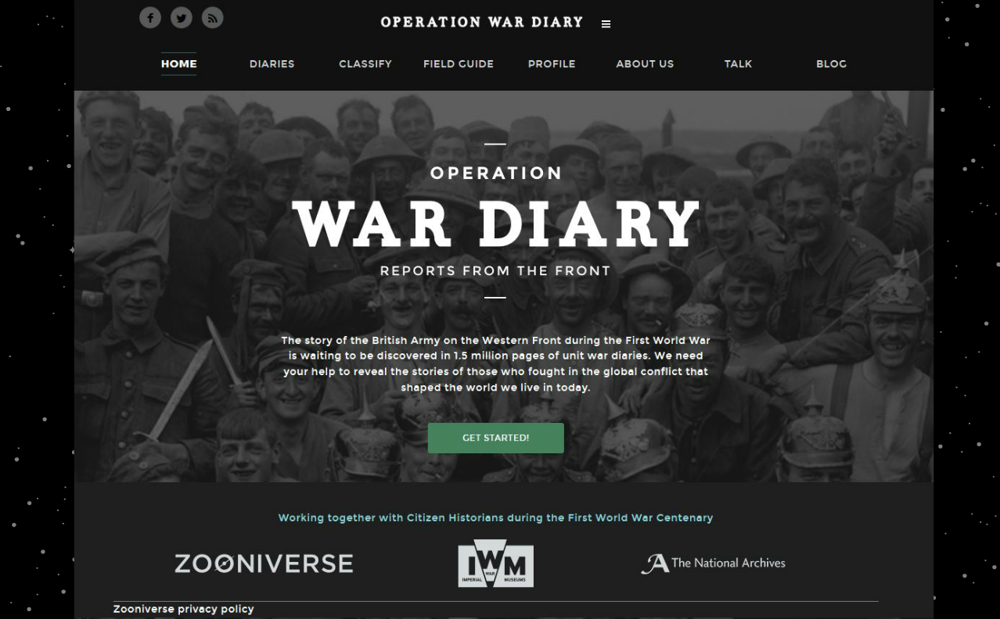 OPERATION WAR DIARY
HOME DIARIES CLASSIFY FIELD GUIDE PROFILE ABOUT US TALK BLOG
OPERATION
WAR DIARY
REPORTS FROM THE FRONT
The story of the British Army on the Western Front during the First World War
is waiting to be discovered in 1.5 million pages of unit war diaries. We need
your help to reveal the stories of those who fought in the global conflict that
shaped the world we live in today.
GET STARTED!
Working together with Citizen Historians during the First World War Centenary
ZOONIVERSE
IWM
IMPERIAL WAR MUSEUMS
The National Archives
Zooniverse privacy policy